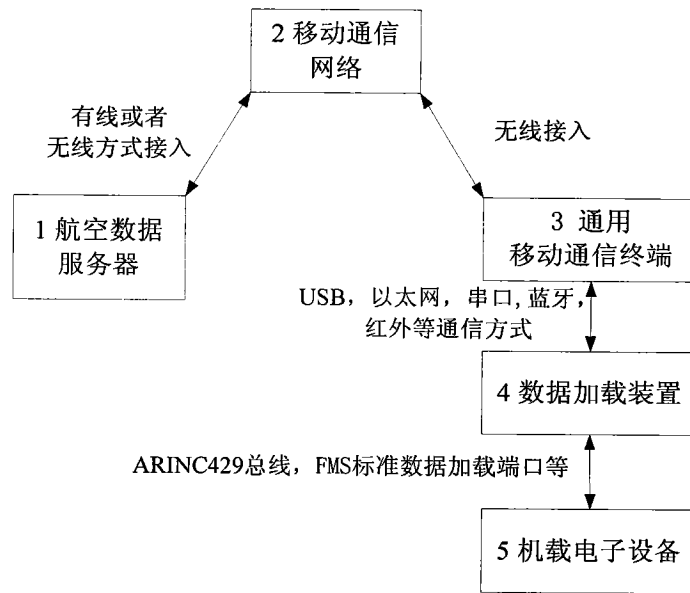 2 移动通信
网络
有线或者
无线方式接入
无线接入
1 航空数据
服务器
3 通用
移动通信终端
USB，以太网，串口, 蓝牙，
红外等通信方式
4 数据加载装置
ARINC429总线，FMS标准数据加载端口等
5 机载电子设备